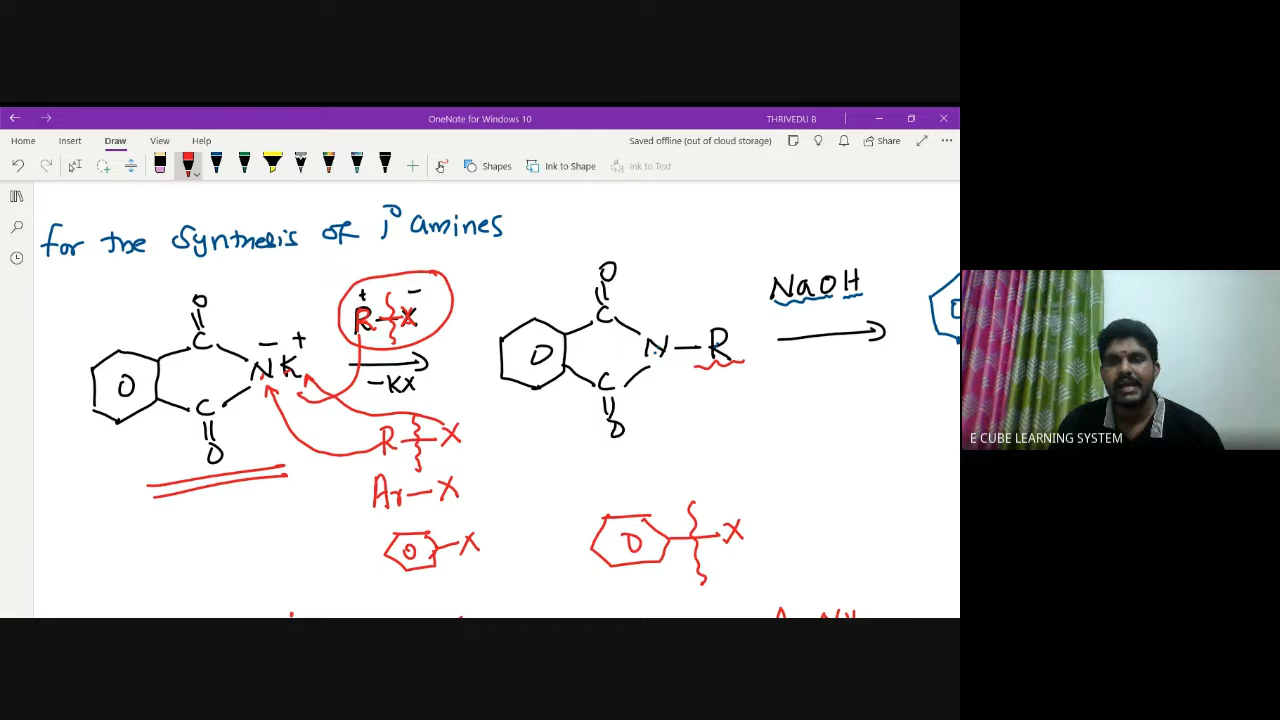 OneNote for Windows 10
THRIVEDU B
Home Insert Draw View Help
Saved offline (out of cloud storage)
Share
Shapes
Ink to Shape
Ink to Text
for the synthesis of 1° amines
O
C
O
N⁻ K⁺
C
O
R⁺ X⁻
-KX
R—X
Ar—X
O —X
O
C
O
N—R
C
O
NaOH
O —X
E CUBE LEARNING SYSTEM